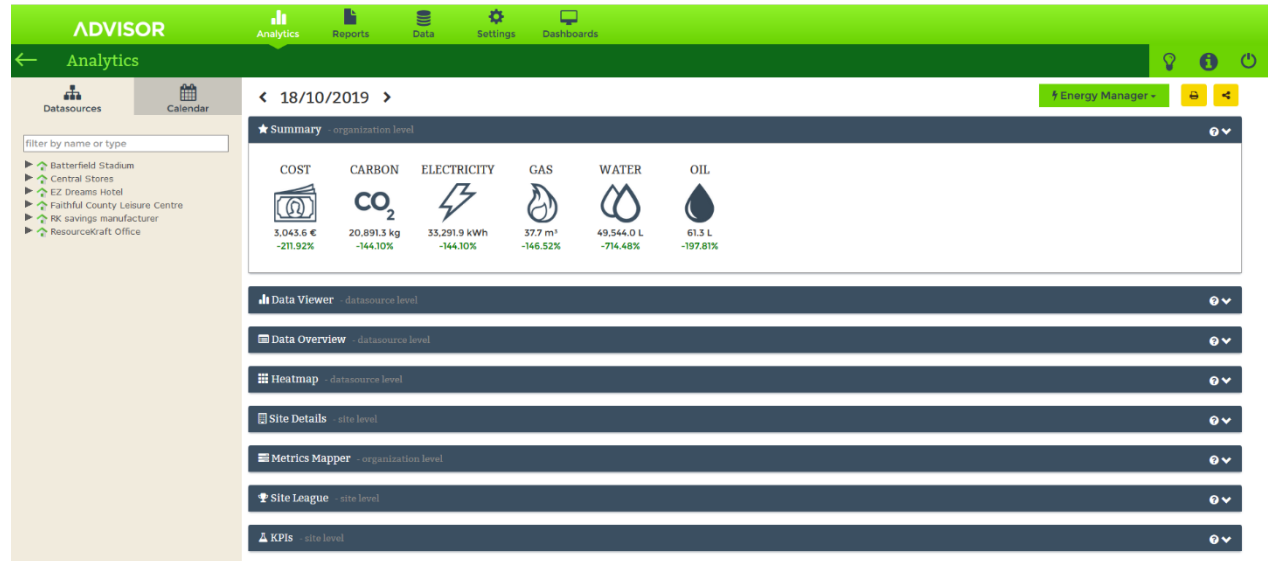 ADVISOR
Analytics Reports Data Settings Dashboards
Analytics
Datasources Calendar
filter by name or type
Batterfield Stadium
Central Stores
EZ Dreams Hotel
Faithful County Leisure Centre
RK savings manufacturer
ResourceKraft Office
18/10/2019
Energy Manager
Summary - organization level
COST CARBON ELECTRICITY GAS WATER OIL
CO2
3,043.6 € 20,891.3 kg 33,291.9 kWh 37.7 m³ 49,544.0 L 61.3 L
-211.92% -144.10% -144.10% -146.52% -714.48% -197.81%
Data Viewer - datasource level
Data Overview - datasource level
Heatmap - datasource level
Site Details - site level
Metrics Mapper - organization level
Site League - site level
KPIs - site level